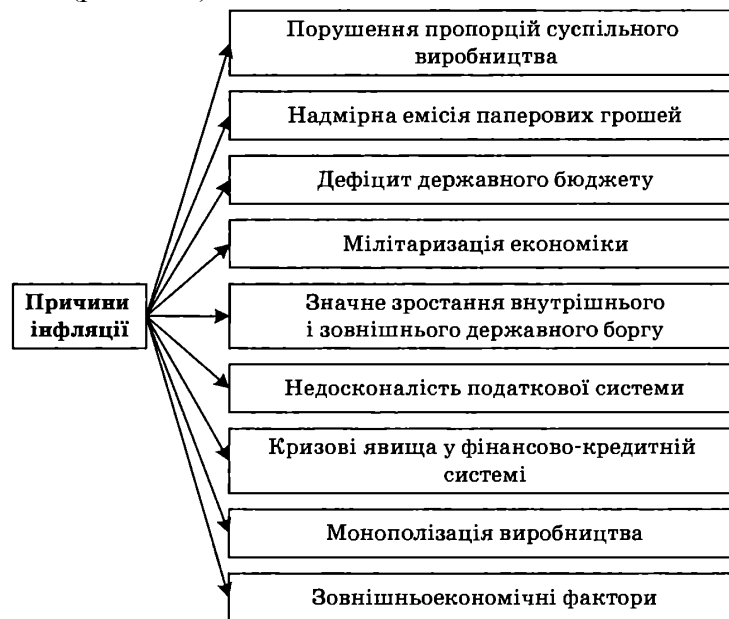 Порушення пропорцій суспільного
виробництва
Надмірна емісія паперових грошей
Дефіцит державного бюджету
Мілітаризація економіки
Причини
інфляції
Значне зростання внутрішнього
і зовнішнього державного боргу
Недосконалість податкової системи
Кризові явища у фінансово-кредитній
системі
Монополізація виробництва
Зовнішньоекономічні фактори